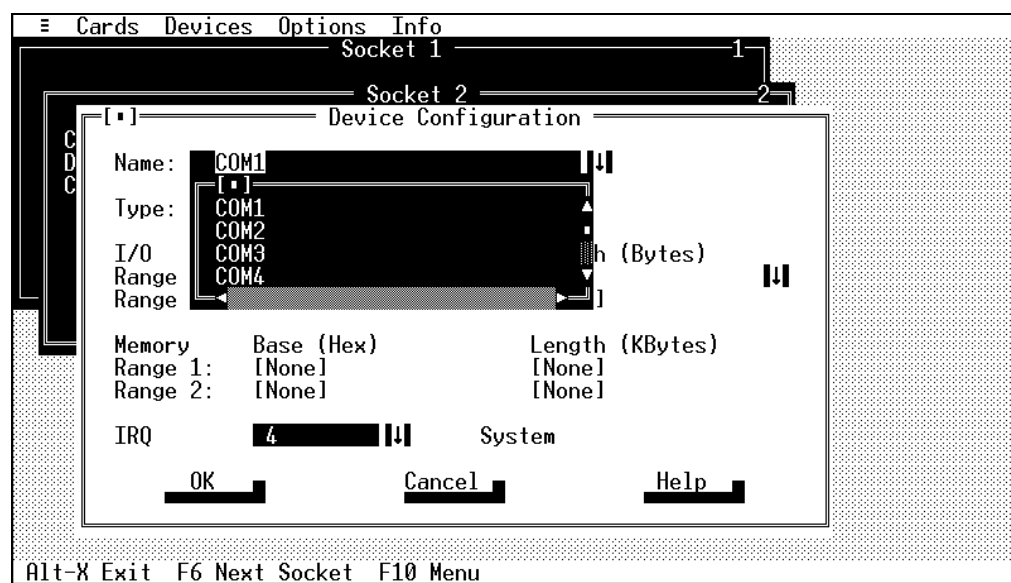 ≡ Cards Devices Options Info
Socket 1 1
Socket 2 2
[▪] Device Configuration
C
D
C
Name: COM1 ↓
[▪]
Type: COM1
COM2
I/O COM3 h (Bytes)
Range COM4 ↓
Range ]
Memory Base (Hex) Length (KBytes)
Range 1: [None] [None]
Range 2: [None] [None]
IRQ 4 ↓ System
OK Cancel Help
Alt-X Exit F6 Next Socket F10 Menu